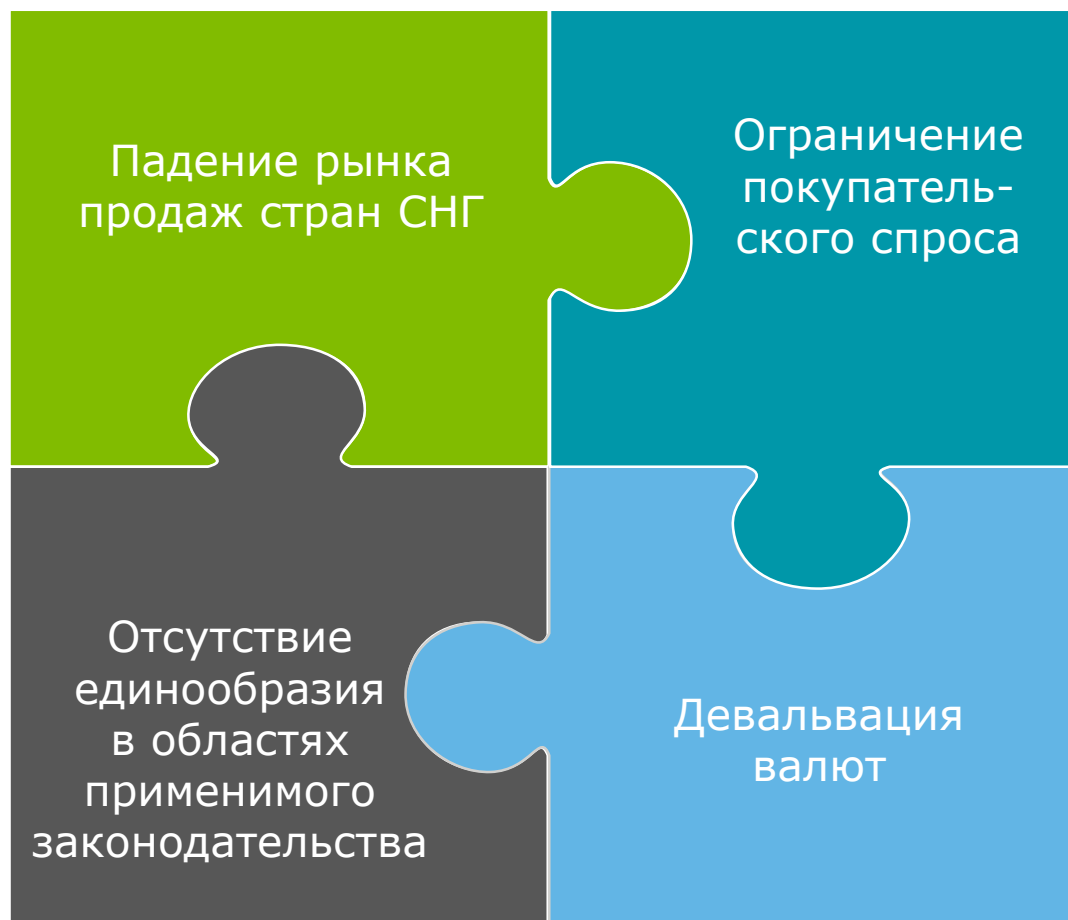 Падение рынка
продаж стран СНГ
Ограничение
покупатель-
ского спроса
Отсутствие
единообразия
в областях
применимого
законодательства
Девальвация
валют